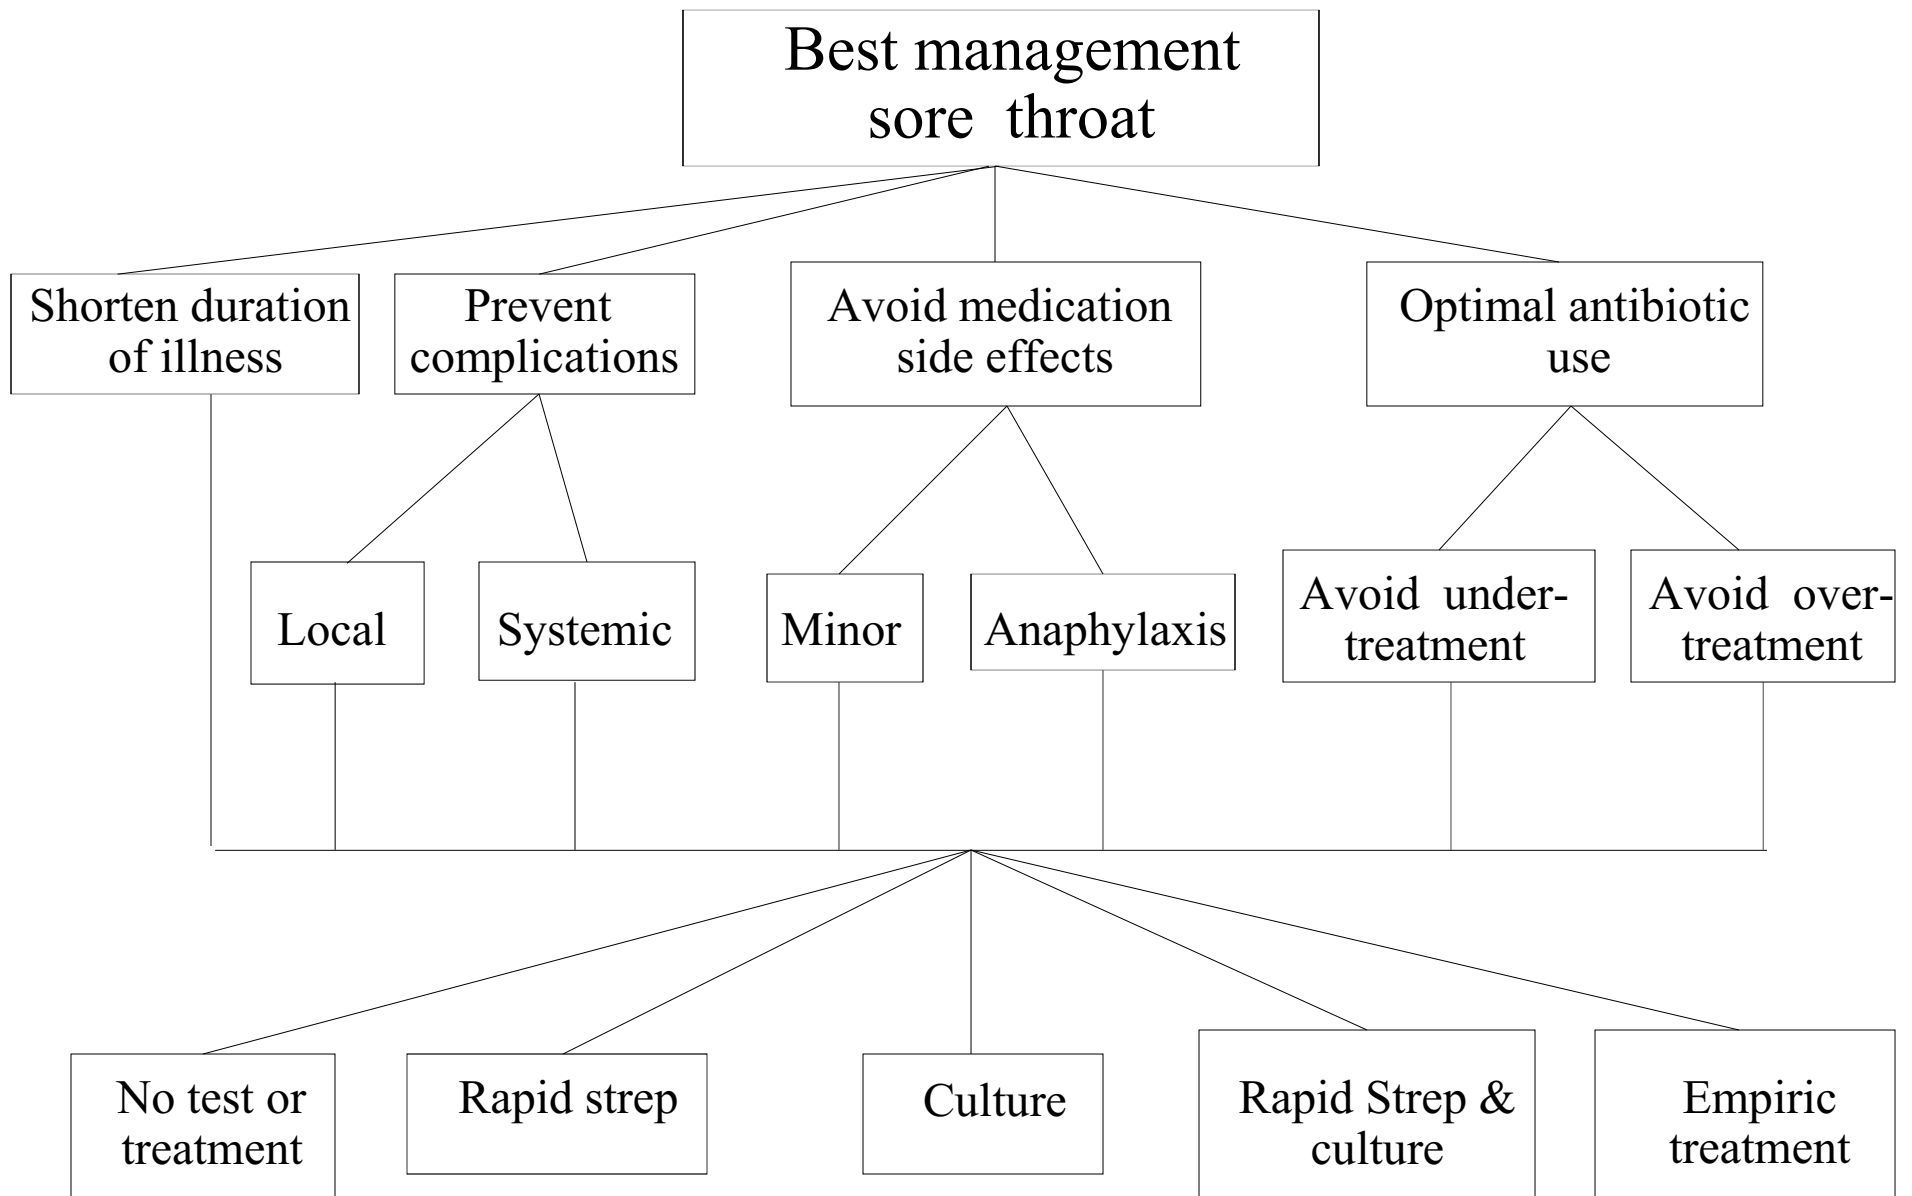 Best management
sore throat
Shorten duration
of illness
Prevent
complications
Avoid medication
side effects
Optimal antibiotic
use
Local
Systemic
Minor
Anaphylaxis
Avoid under-
treatment
Avoid over-
treatment
No test or
treatment
Rapid strep
Culture
Rapid Strep &
culture
Empiric
treatment